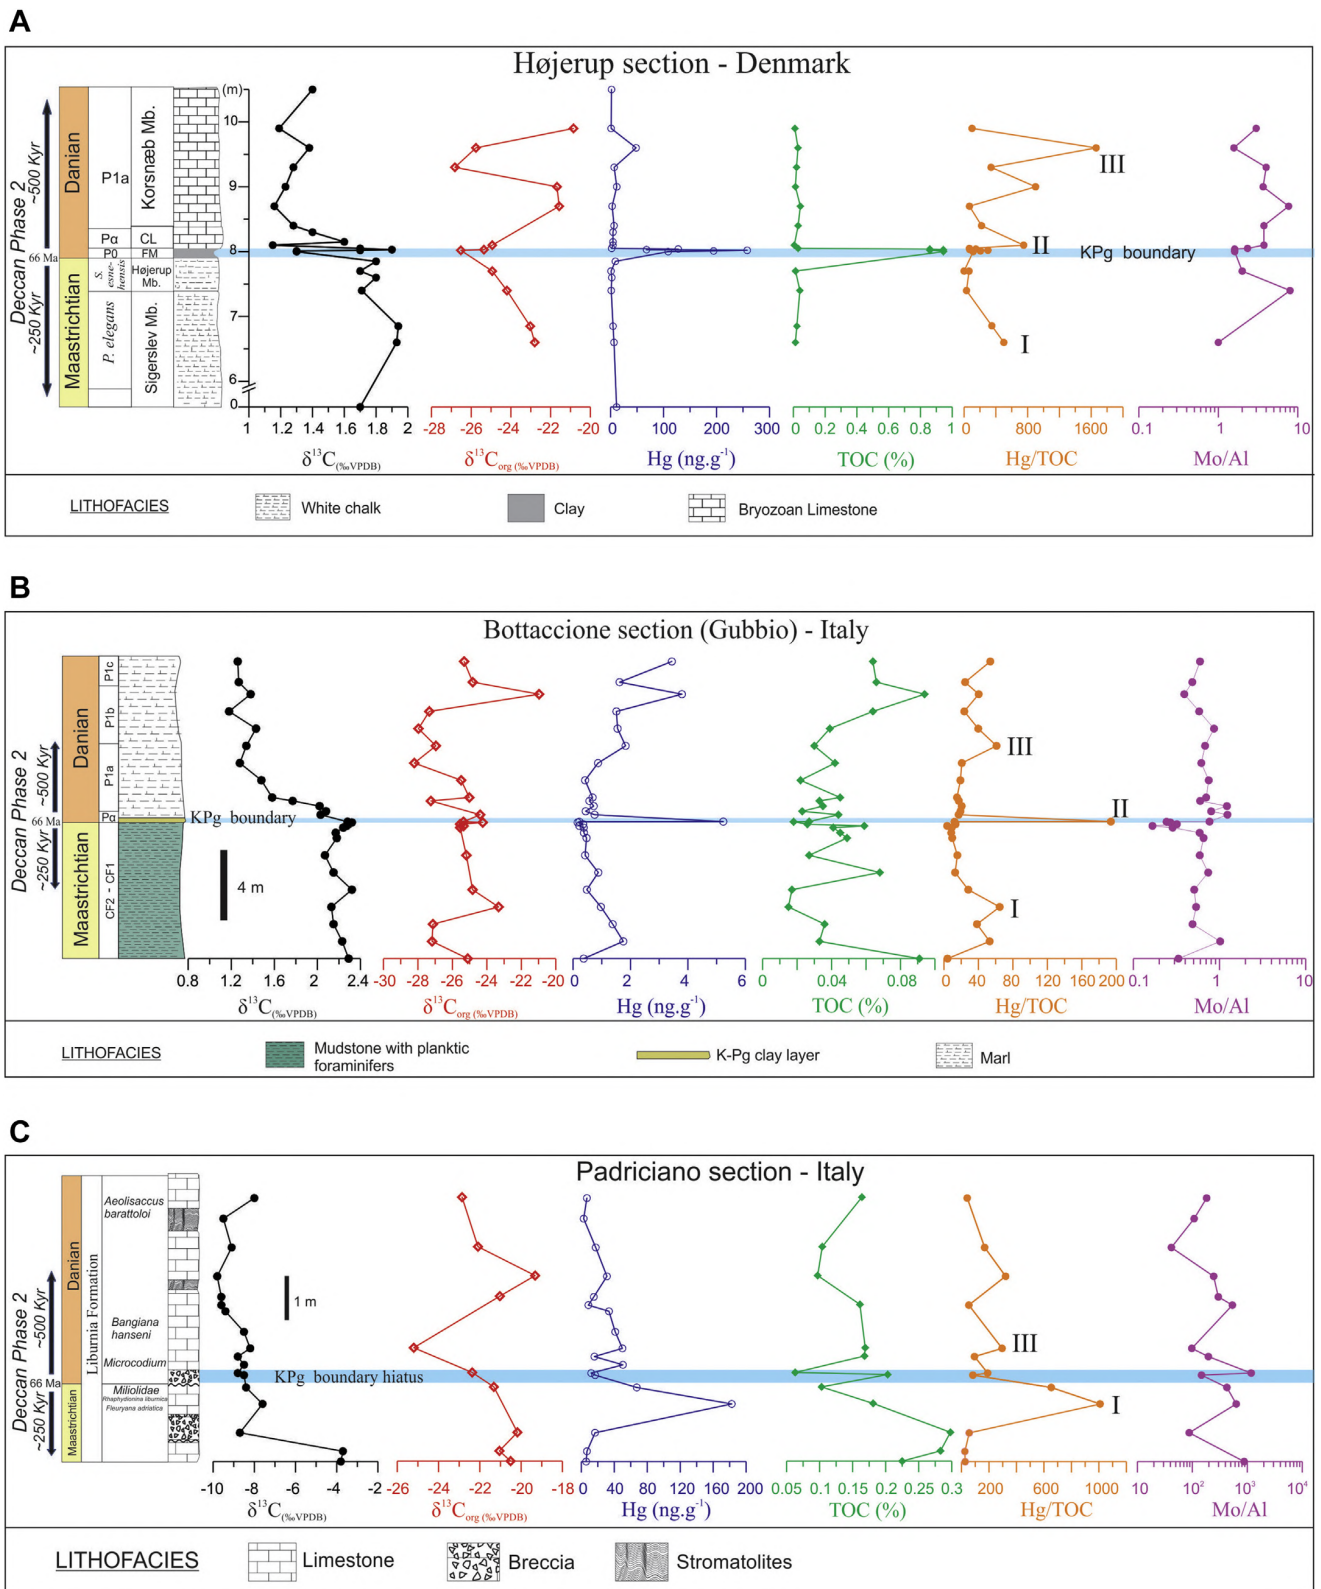 A
Højerup section - Denmark
Deccan Phase 2
~500 Kyr
66 Ma
~250 Kyr
Danian
Maastrichtian
P1a
Pα
P0
S. esne-
hensis
P. elegans
Korsnæb Mb.
CL
FM
Højerup
Mb.
Sigerslev Mb.
(m)
10
9
8
7
6
0
KPg boundary
III
II
I
1 1.2 1.4 1.6 1.8 2
δ¹³C(‰VPDB)
-28 -26 -24 -22 -20
δ¹³Corg (‰VPDB)
0 100 200 300
Hg (ng.g⁻¹)
0 0.2 0.4 0.6 0.8 1
TOC (%)
0 800 1600
Hg/TOC
0.1 1 10
Mo/Al
LITHOFACIES
White chalk
Clay
Bryozoan Limestone
B
Bottaccione section (Gubbio) - Italy
Deccan Phase 2
~500 Kyr
66 Ma
~250 Kyr
Danian
Maastrichtian
P1c
P1b
P1a
Pα
CF2 - CF1
KPg boundary
4 m
III
II
I
0.8 1.2 1.6 2 2.4
δ¹³C(‰VPDB)
-30 -28 -26 -24 -22 -20
δ¹³Corg (‰VPDB)
0 2 4 6
Hg (ng.g⁻¹)
0 0.04 0.08
TOC (%)
0 40 80 120 160 200
Hg/TOC
0.1 1 10
Mo/Al
LITHOFACIES
Mudstone with planktic
foraminifers
K-Pg clay layer
Marl
C
Padriciano section - Italy
Deccan Phase 2
~500 Kyr
66 Ma
~250 Kyr
Danian
Maastrichtian
Liburnia Formation
Aeolisaccus
barattoloi
Bangiana
hanseni
Microcodium
Miliolidae
Rhaphydionina liburnica
Fleuryana adriatica
1 m
KPg boundary hiatus
III
I
-10 -8 -6 -4 -2
δ¹³C(‰VPDB)
-26 -24 -22 -20 -18
δ¹³Corg (‰VPDB)
0 40 80 120 160 200
Hg (ng.g⁻¹)
0.05 0.1 0.15 0.2 0.25 0.3
TOC (%)
200 600 1000
Hg/TOC
10 10² 10³ 10⁴
Mo/Al
LITHOFACIES
Limestone
Breccia
Stromatolites